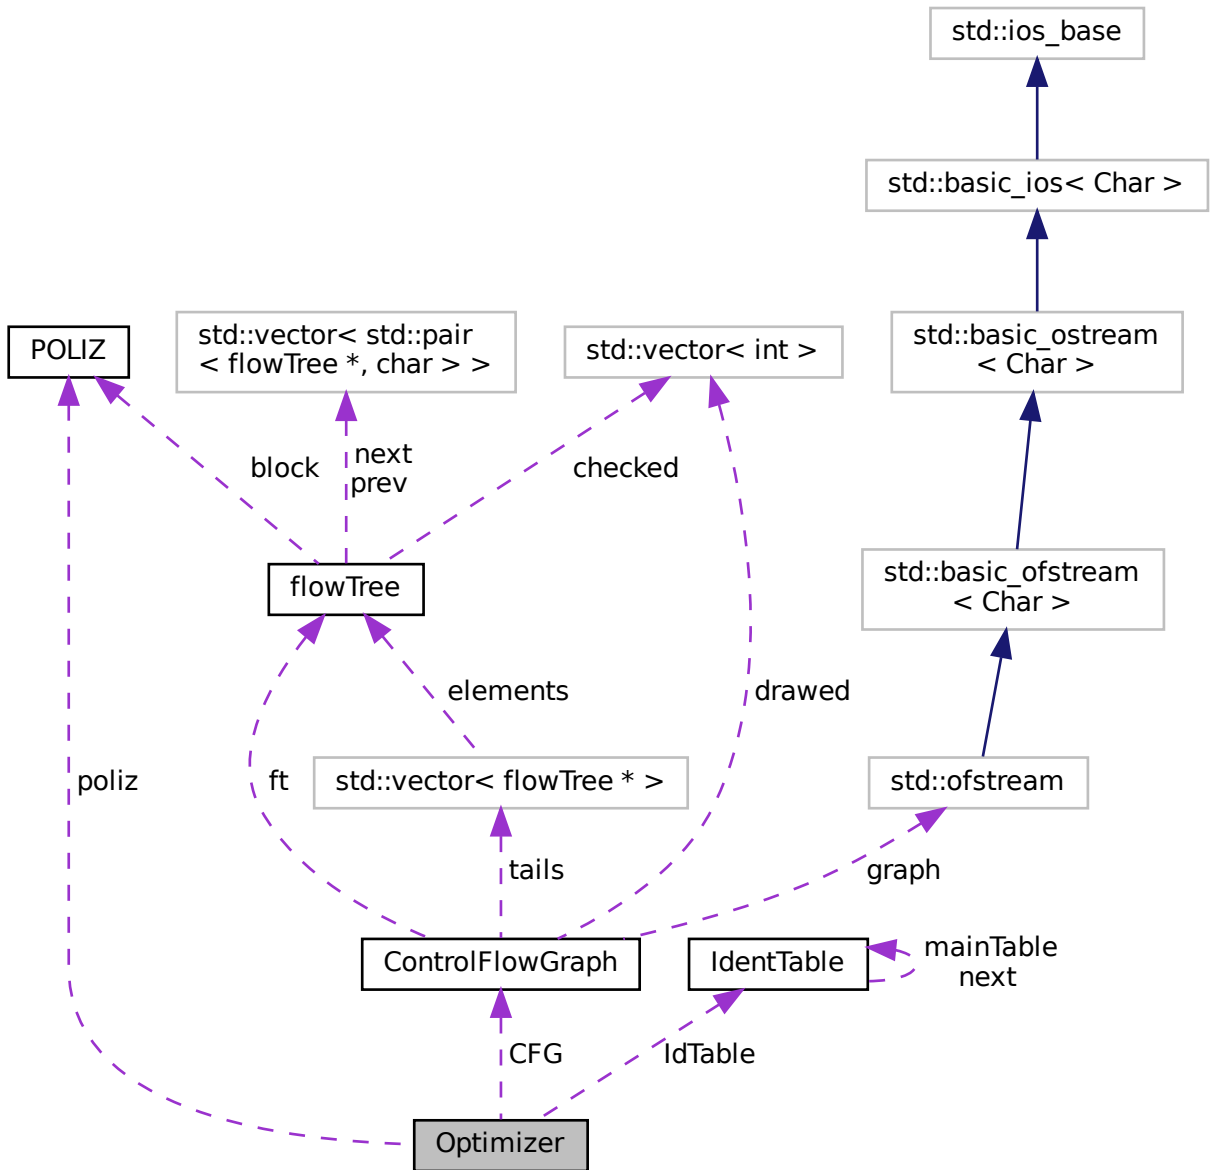 std::ios_base
std::basic_ios< Char >
std::basic_ostream
< Char >
POLIZ
std::vector< std::pair
< flowTree *, char > >
std::vector< int >
block
next
prev
checked
flowTree
std::basic_ofstream
< Char >
elements
drawed
poliz
ft
std::vector< flowTree * >
std::ofstream
tails
graph
ControlFlowGraph
IdentTable
mainTable
next
CFG
IdTable
Optimizer